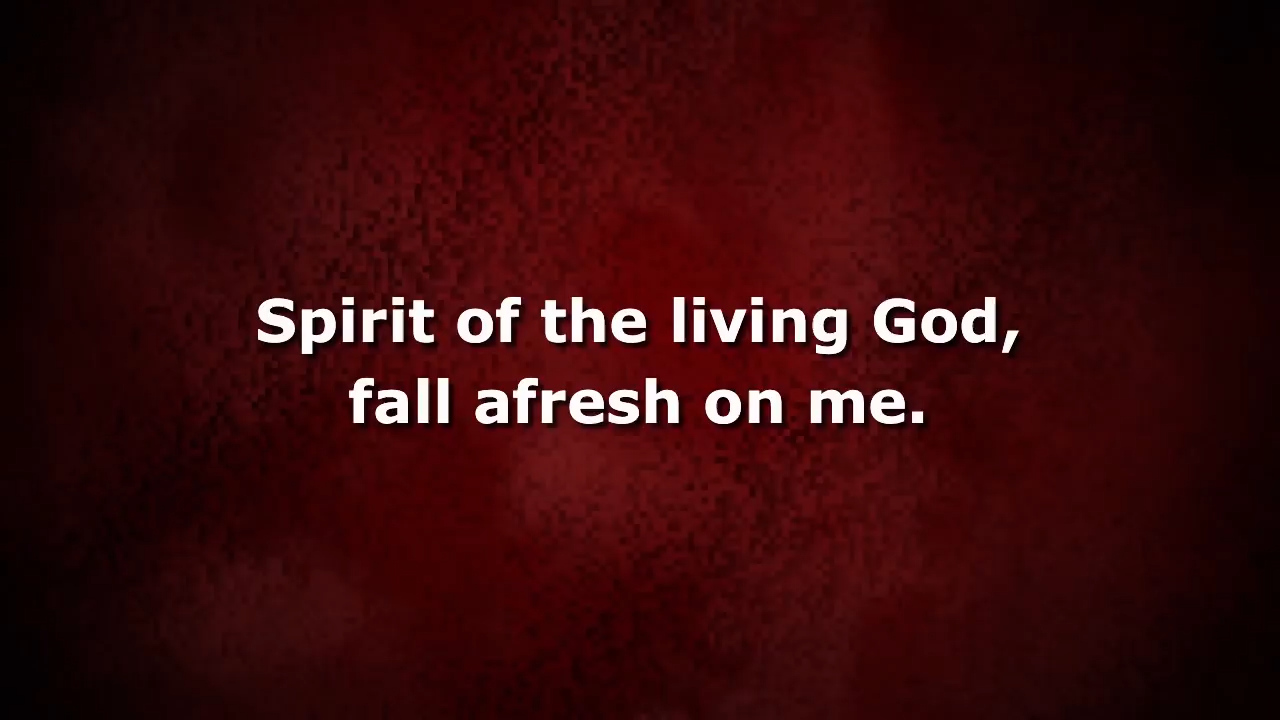 Spirit of the living God,
fall afresh on me.